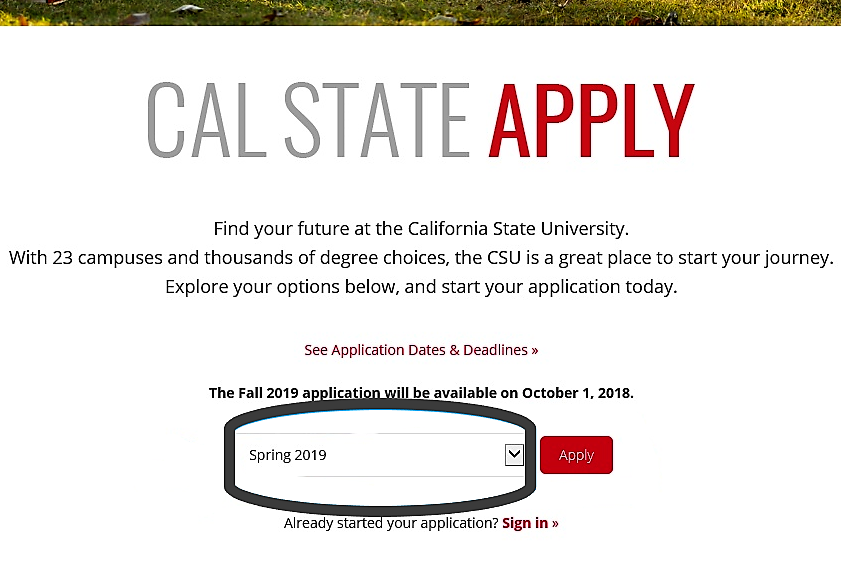 CAL STATE APPLY
Find your future at the California State University.
With 23 campuses and thousands of degree choices, the CSU is a great place to start your journey.
Explore your options below, and start your application today.
See Application Dates & Deadlines »
The Fall 2019 application will be available on October 1, 2018.
Spring 2019 Apply
Already started your application? Sign in »